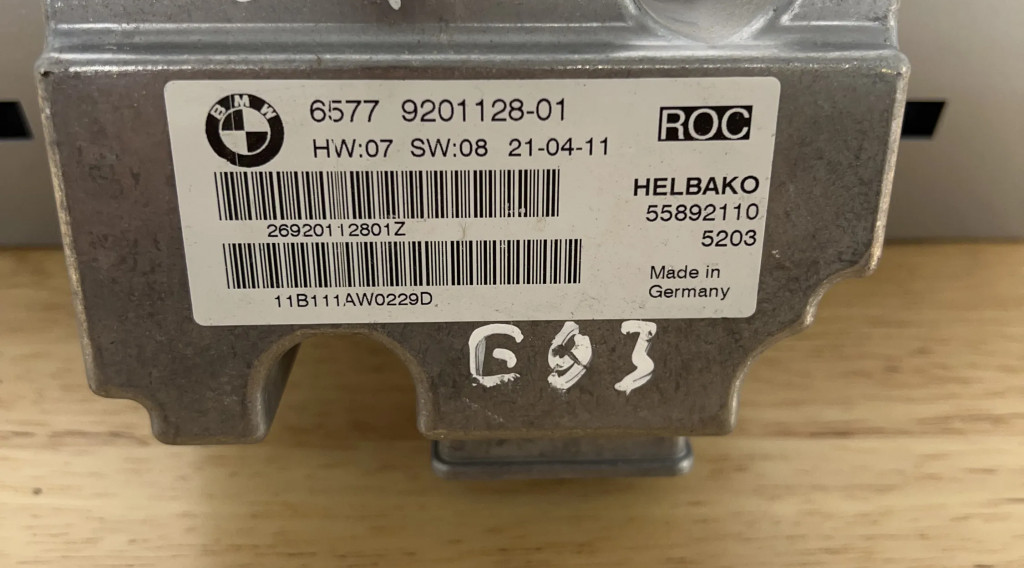 BMW
6577 9201128-01
ROC
HW:07 SW:08 21-04-11
HELBAKO
26920112801Z
55892110
5203
11B111AW0229D
Made in
Germany